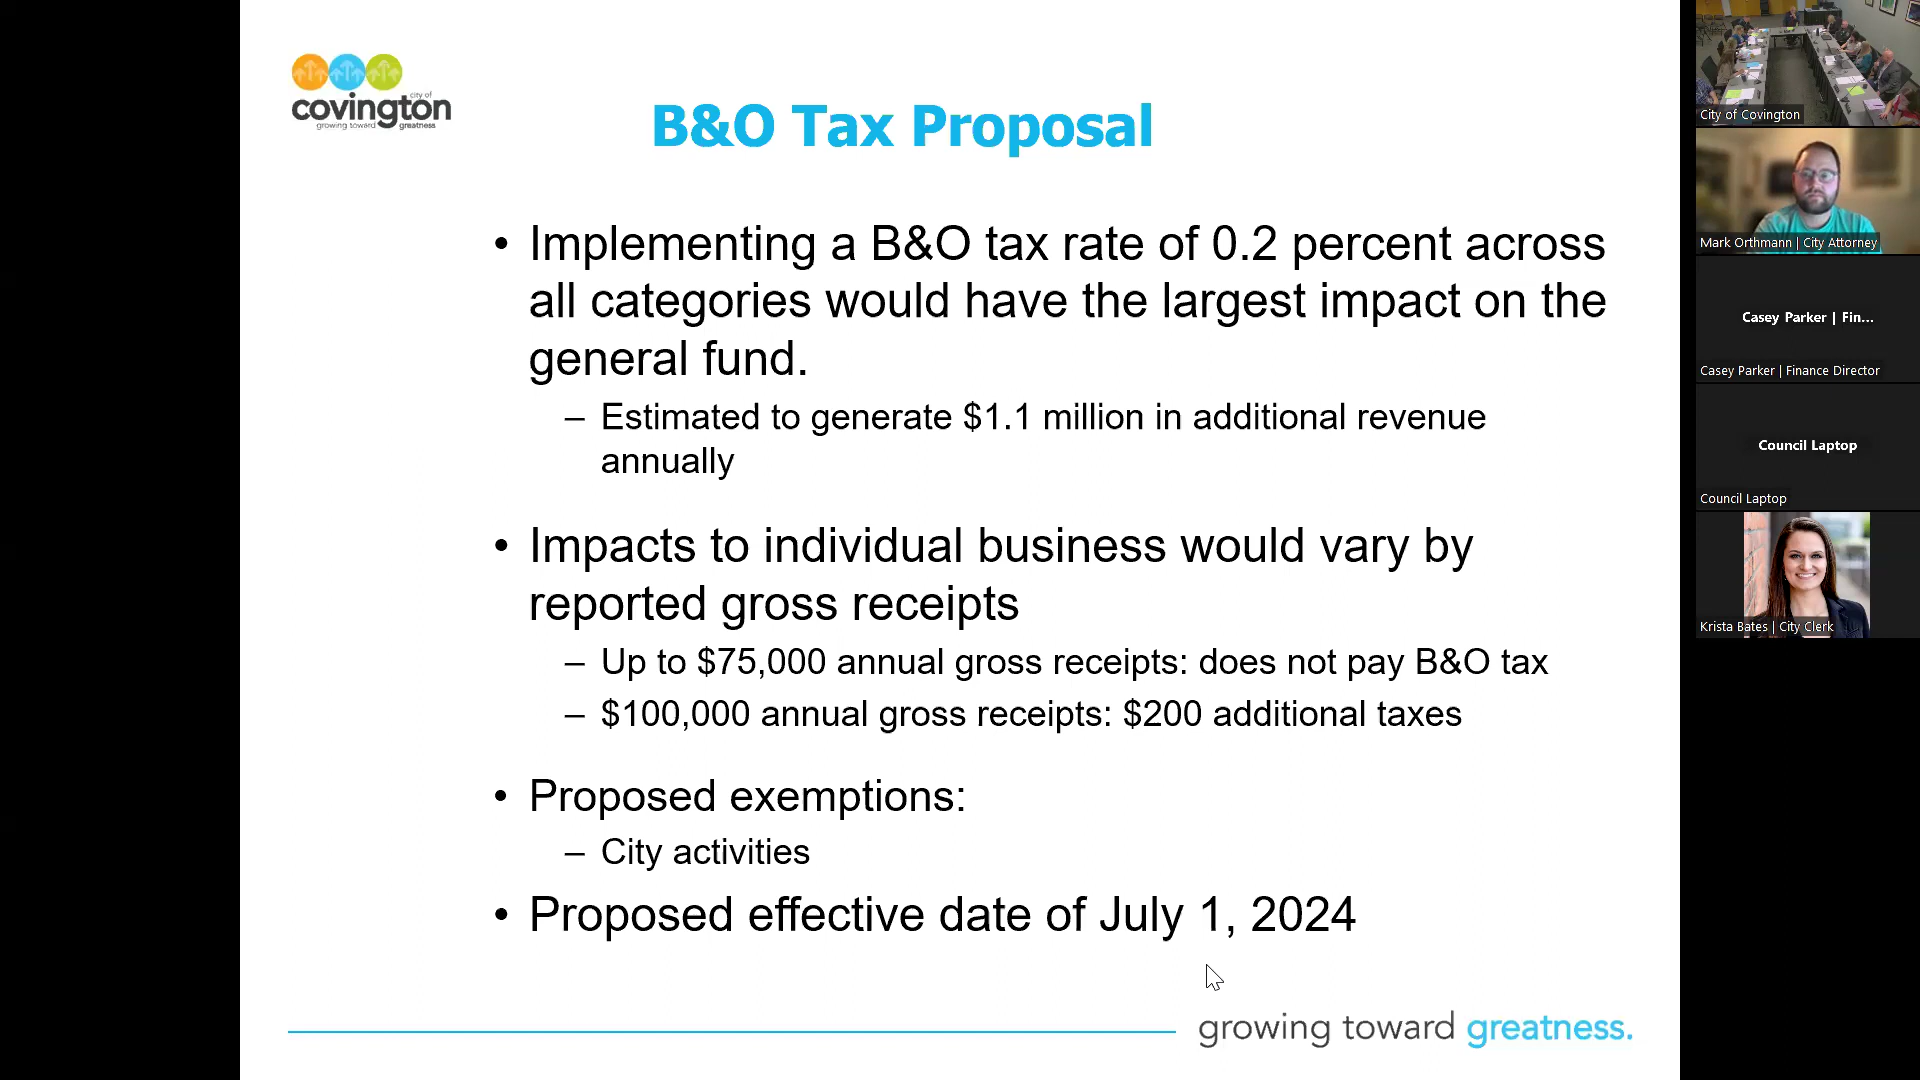 city of
covington
growing toward greatness
B&O Tax Proposal
• Implementing a B&O tax rate of 0.2 percent across
all categories would have the largest impact on the
general fund.
– Estimated to generate $1.1 million in additional revenue
annually
• Impacts to individual business would vary by
reported gross receipts
– Up to $75,000 annual gross receipts: does not pay B&O tax
– $100,000 annual gross receipts: $200 additional taxes
• Proposed exemptions:
– City activities
• Proposed effective date of July 1, 2024
growing toward greatness.
City of Covington
Mark Orthmann | City Attorney
Casey Parker | Fin...
Casey Parker | Finance Director
Council Laptop
Council Laptop
Krista Bates | City Clerk